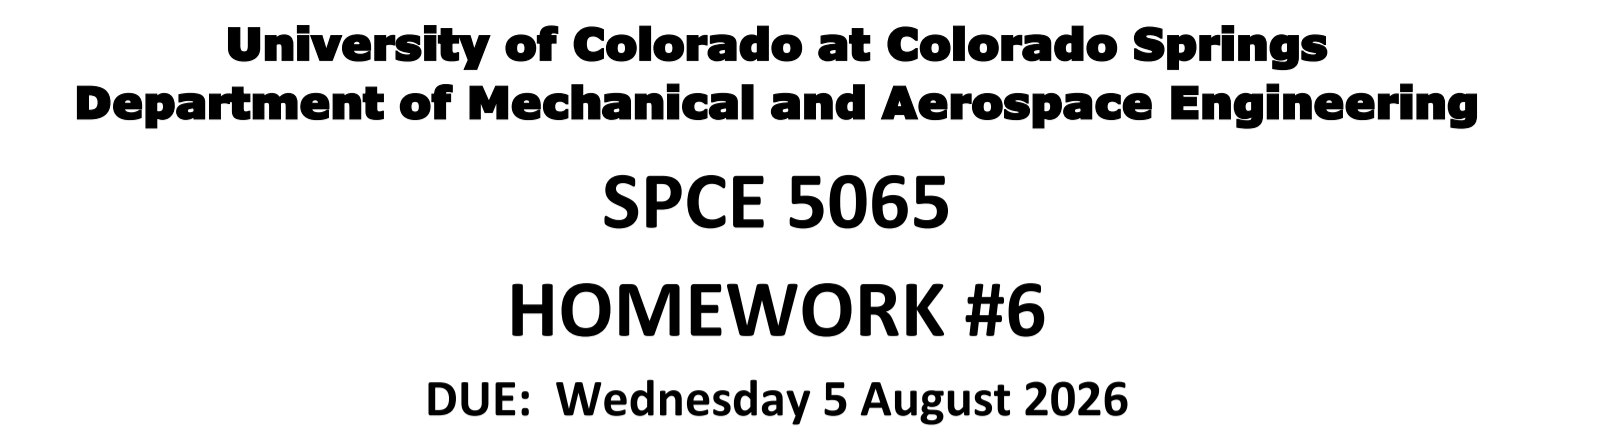 University of Colorado at Colorado Springs
Department of Mechanical and Aerospace Engineering
SPCE 5065
HOMEWORK #6
DUE:  Wednesday 5 August 2026